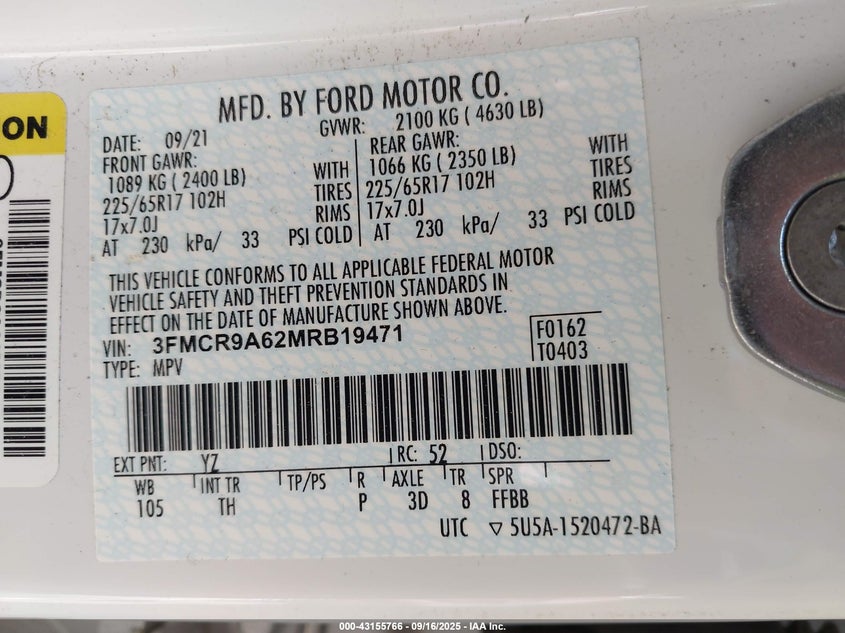 ION
MFD. BY FORD MOTOR CO.
DATE: 09/21 GVWR: 2100 KG ( 4630 LB)
FRONT GAWR: REAR GAWR:
1089 KG ( 2400 LB) WITH 1066 KG ( 2350 LB) WITH
225/65R17 102H TIRES 225/65R17 102H TIRES
17x7.0J RIMS 17x7.0J RIMS
AT 230 kPa/ 33 PSI COLD AT 230 kPa/ 33 PSI COLD
THIS VEHICLE CONFORMS TO ALL APPLICABLE FEDERAL MOTOR
VEHICLE SAFETY AND THEFT PREVENTION STANDARDS IN
EFFECT ON THE DATE OF MANUFACTURE SHOWN ABOVE.
VIN: 3FMCR9A62MRB19471 F0162
TYPE: MPV T0403
EXT PNT: YZ RC: 52 DSO:
WB INT TR TP/PS R AXLE TR SPR
105 TH P 3D 8 FFBB
UTC ▽ 5U5A-1520472-BA
000-43155766 - 09/16/2025 - IAA Inc.